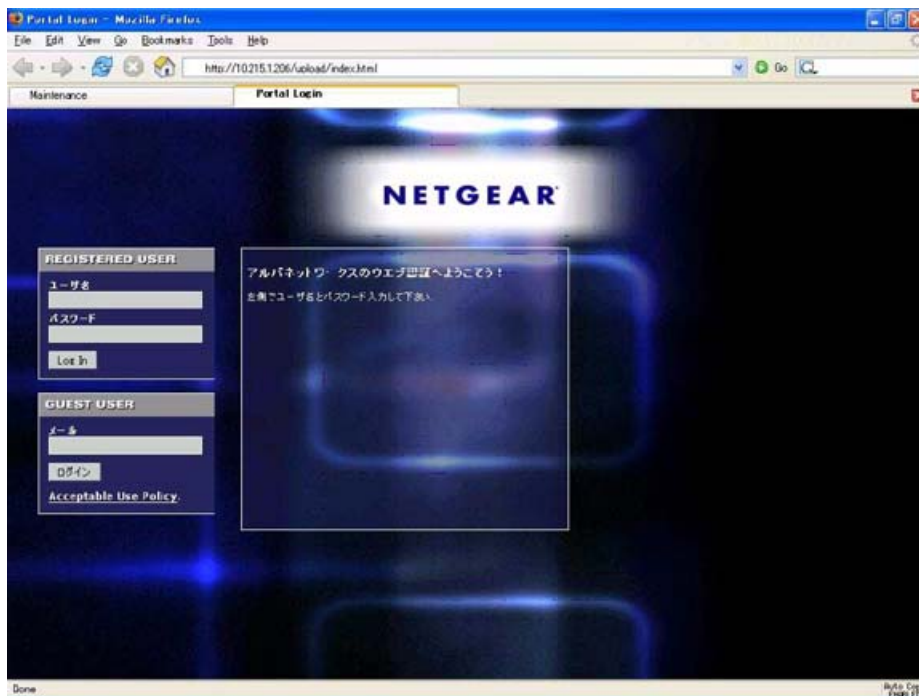 Portal Login - Mozilla Firefox
File Edit View Go Bookmarks Tools Help
http://10.215.1.206/upload/index.html
Go
Maintenance
Portal Login
NETGEAR
REGISTERED USER
ユーザ名
パスワード
Log In
GUEST USER
メール
ログイン
Acceptable Use Policy.
アルバネットワークスのウエブ認証へようこそう!
左側でユーザ名とパスワード入力して下さい.
Done